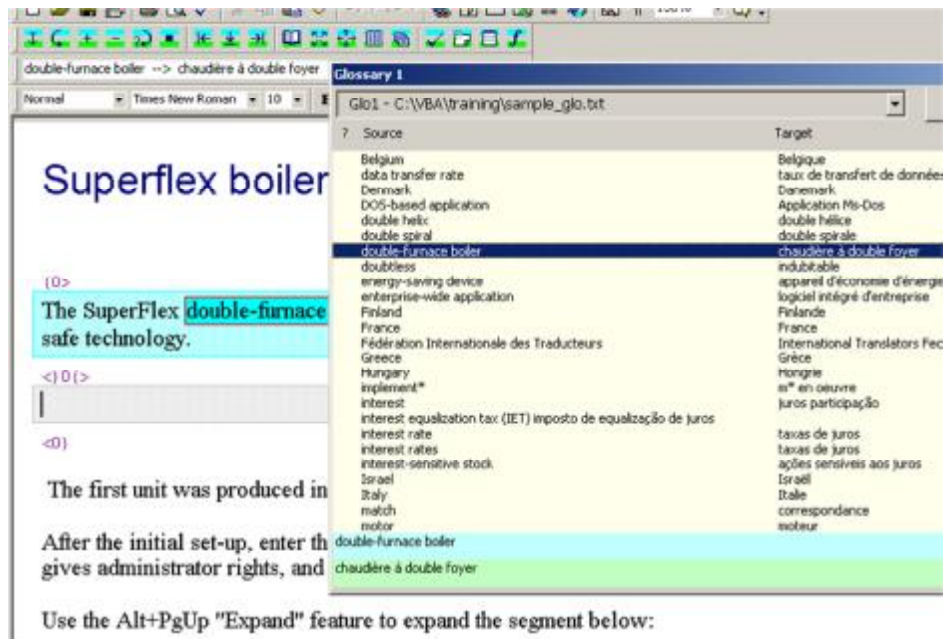 double-furnace boiler --> chaudière à double foyer
Glossary 1
Normal Times New Roman 10
Glo1 - C:\VBA\training\sample_glo.txt
? Source Target
Superflex boiler
Belgium Belgique
data transfer rate taux de transfert de données
Denmark Danemark
DOS-based application Application Ms-Dos
double helix double hélice
double spiral double spirale
double-furnace boiler chaudière à double foyer
doubtless indubitable
energy-saving device appareil d'économie d'énergie
enterprise-wide application logiciel intégré d'entreprise
Finland Finlande
France France
Fédération Internationale des Traducteurs International Translators
Greece Grèce
Hungary Hongrie
implement* m* en oeuvre
interest juros participação
interest equalization tax (IET) imposto de equalização de juros
interest rate taxas de juros
interest rates taxas de juros
interest-sensitive stock ações sensíveis aos juros
Israel Israël
Italy Italie
match correspondance
motor moteur
double-furnace boiler
chaudière à double foyer
{0>
The SuperFlex double-furnace
safe technology.
<}0{>
<0}
The first unit was produced in
After the initial set-up, enter th
gives administrator rights, and
Use the Alt+PgUp "Expand" feature to expand the segment below: